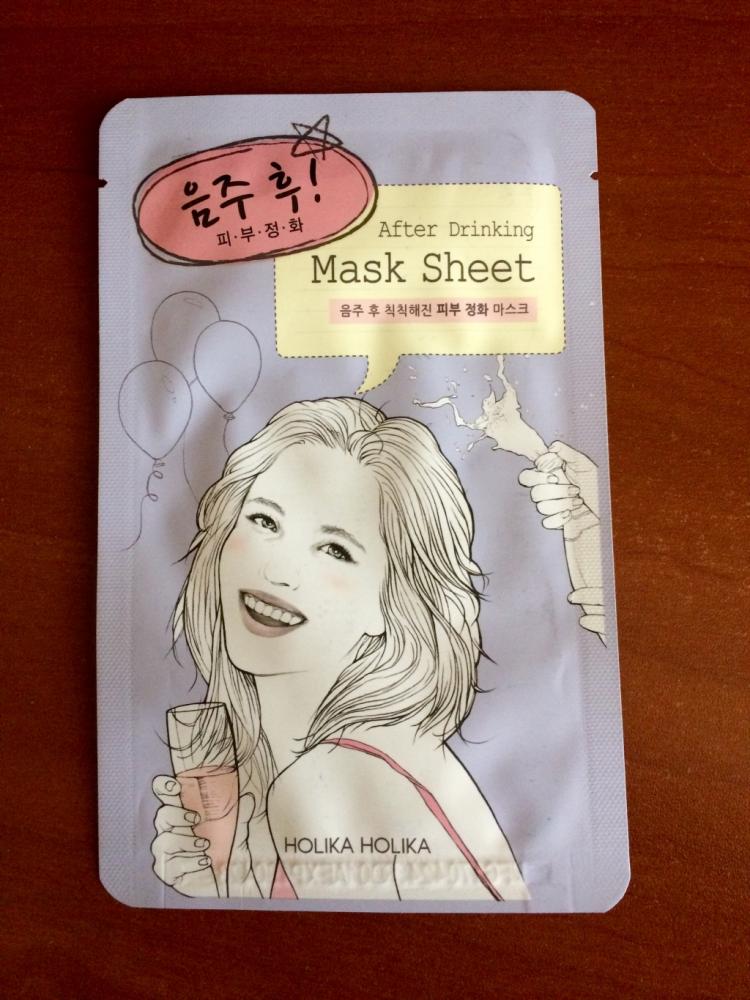 음주 후!
피·부·정·화
After Drinking
Mask Sheet
음주 후 칙칙해진 피부 정화 마스크
HOLIKA HOLIKA